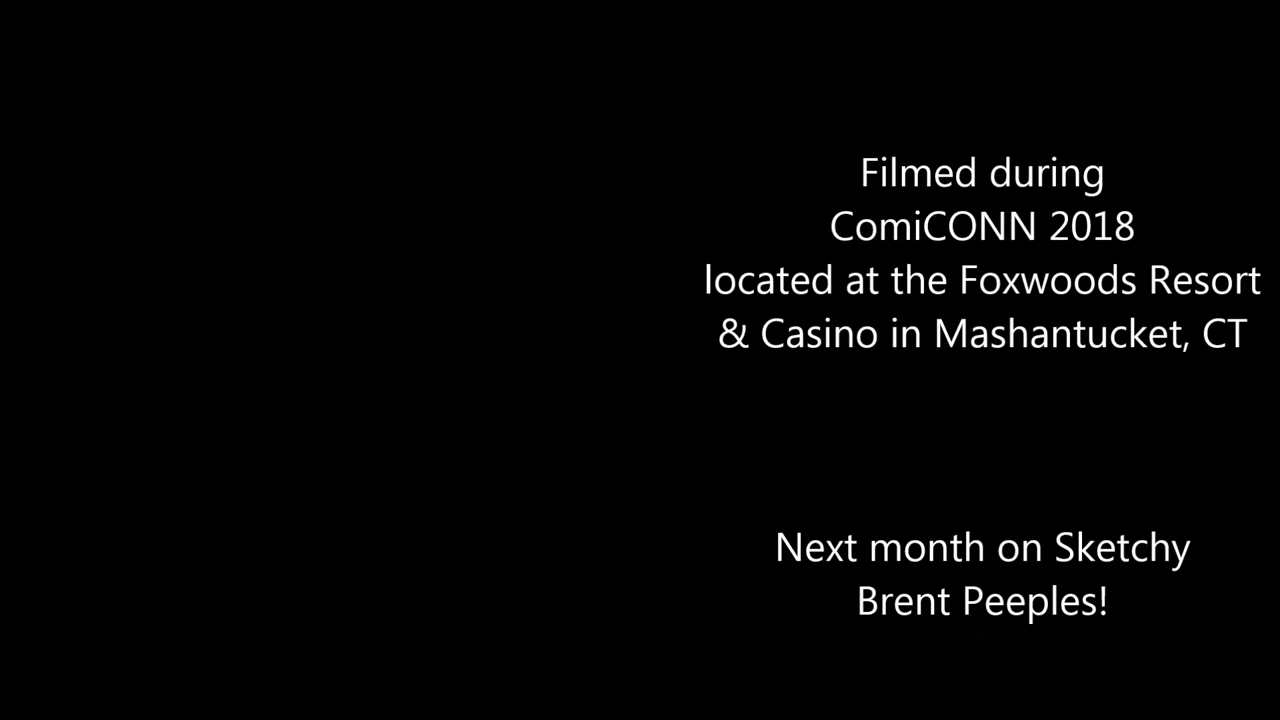 Filmed during
ComiCONN 2018
located at the Foxwoods Resort
& Casino in Mashantucket, CT
Next month on Sketchy
Brent Peeples!